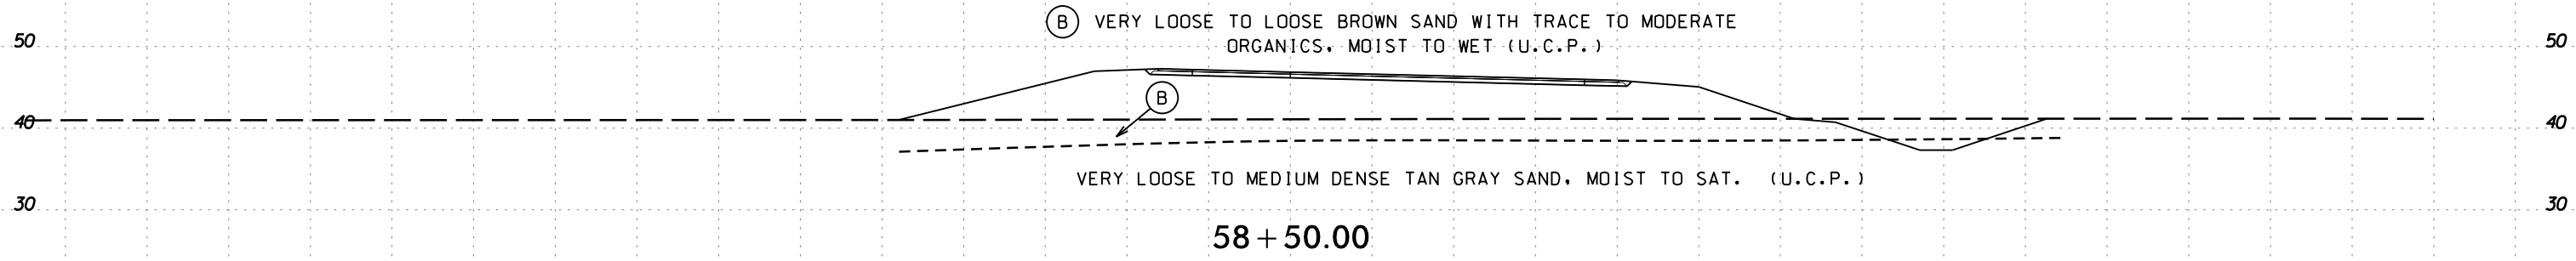 Ⓑ VERY LOOSE TO LOOSE BROWN SAND WITH TRACE TO MODERATE
ORGANICS, MOIST TO WET (U.C.P.)
50 50
B
40 40
VERY LOOSE TO MEDIUM DENSE TAN GRAY SAND, MOIST TO SAT. (U.C.P.)
30 30
58+50.00